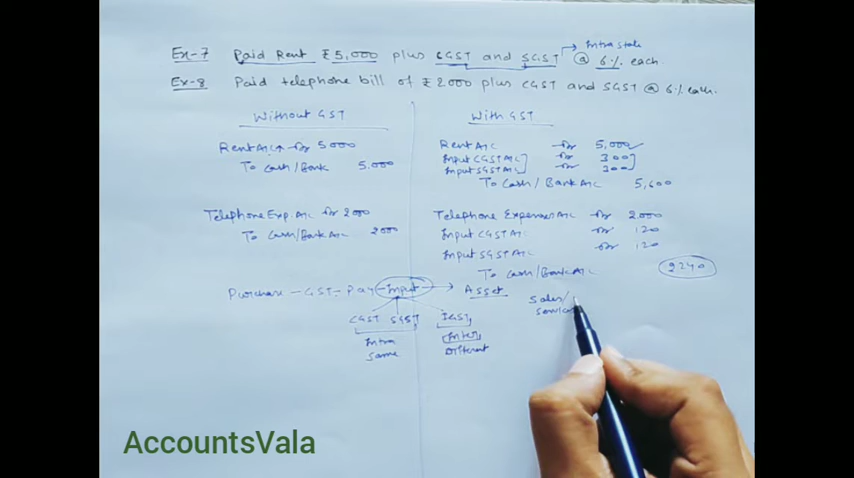 Intra state
Ex-7 Paid Rent ₹5,000 plus CGST and SGST @ 6% each.
Ex-8 Paid telephone bill of ₹2000 plus CGST and SGST @ 6% each.
Without GST
Rent A/c Dr 5000
To Cash/Bank 5,000
Telephone Exp. A/c Dr 2000
To Cash/Bank A/c 2000
With GST
Rent A/c Dr 5,000
Input CGST A/c Dr 300
Input SGST A/c Dr 300
To Cash/Bank A/c 5,600
Telephone Expenses A/c Dr 2000
Input CGST A/c Dr 120
Input SGST A/c Dr 120
To Cash/Bank A/c 2240
Purchase - GST - Pay - Input → Asset
CGST SGST IGST
Intra Inter
Same Different
Sales/
Service
AccountsVala